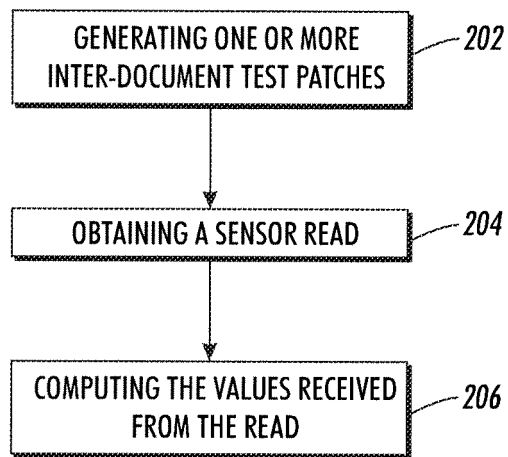 GENERATING ONE OR MORE
INTER-DOCUMENT TEST PATCHES
202
OBTAINING A SENSOR READ
204
COMPUTING THE VALUES RECEIVED
FROM THE READ
206